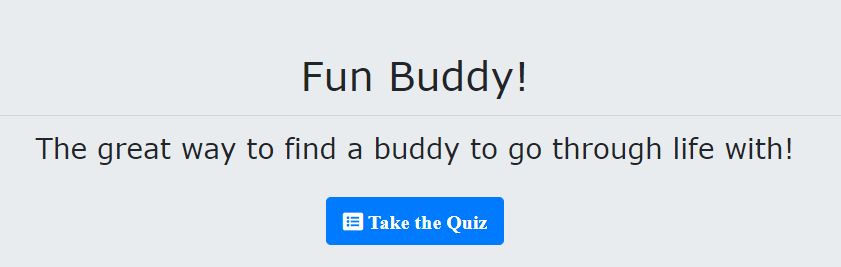 Fun Buddy!
The great way to find a buddy to go through life with!
Take the Quiz